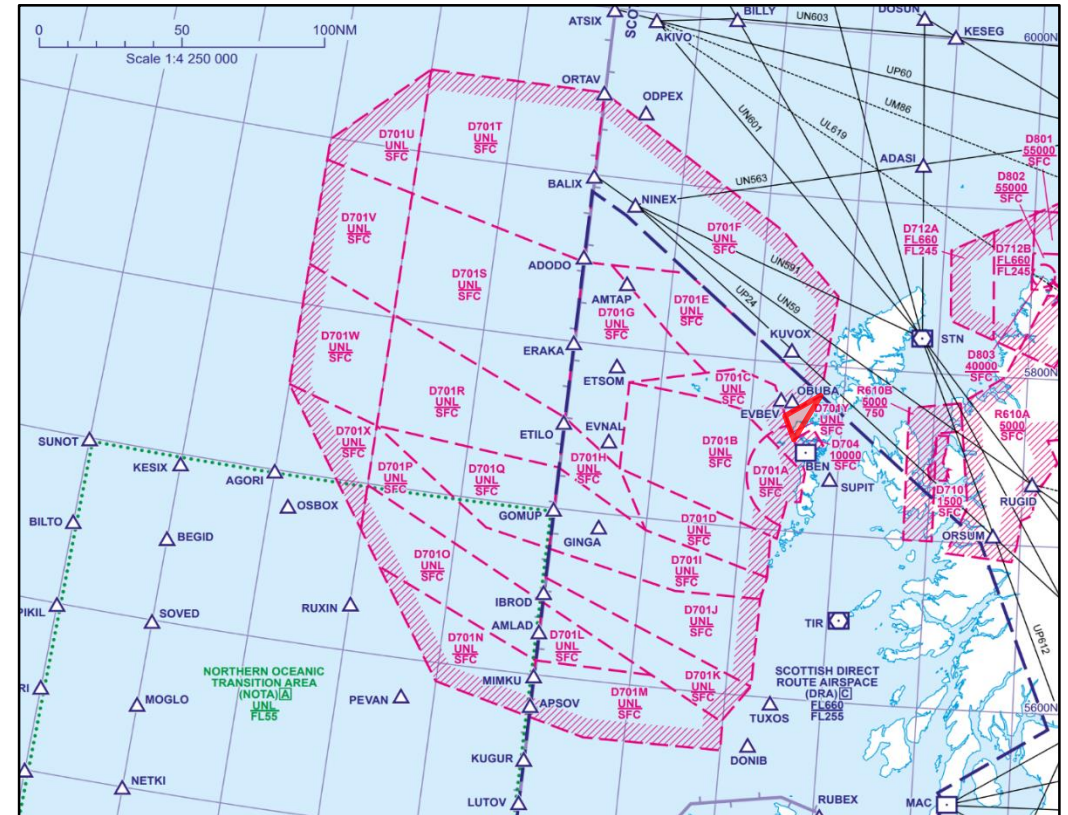 0 50 100NM
Scale 1:4 250 000
ATSIX
SCO
AKIVO
BILLY
UN603
DOSUN
KESEG
6000N
ORTAV
ODPEX
UP60
UM86
UN601
UL619
ADASI
UN563
D801
55000
SFC
D802
55000
SFC
D701U
UNL
SFC
D701T
UNL
SFC
BALIX
NINEX
D701F
UNL
SFC
D712A
FL660
FL245
D712B
FL660
FL245
D701V
UNL
SFC
D701S
UNL
SFC
ADODO
AMTAP
D701G
UNL
SFC
D701E
UNL
SFC
UN591
UN59
UP24
KUVOX
STN
D701W
UNL
SFC
ERAKA
ETSOM
D803
40000
SFC
5800N
D701R
UNL
SFC
D701C
UNL
SFC
OBUBA
EVBEV
D701Y
UNL
SFC
R610B
5000
750
R610A
5000
SFC
SUNOT
KESIX
AGORI
OSBOX
D701X
UNL
SFC
D701P
UNL
SFC
D701Q
UNL
SFC
ETILO
EVNAL
D701H
UNL
SFC
D701B
UNL
SFC
D704
10000
SFC
BEN
D701A
UNL
SFC
SUPIT
D710
1500
SFC
RUGID
BILTO
BEGID
GOMUP
GINGA
D701D
UNL
SFC
ORSUM
D701O
UNL
SFC
D701I
UNL
SFC
PIKIL
SOVED
RUXIN
IBROD
AMLAD
D701J
UNL
SFC
TIR
UP612
D701N
UNL
SFC
D701L
UNL
SFC
NORTHERN OCEANIC
TRANSITION AREA
(NOTA) A
UNL
FL55
MIMKU
D701K
UNL
SFC
SCOTTISH DIRECT
ROUTE AIRSPACE
(DRA) C
FL660
FL255
RI
MOGLO
PEVAN
APSOV
D701M
UNL
SFC
TUXOS
5600N
DONIB
KUGUR
NETKI
LUTOV
RUBEX
MAC